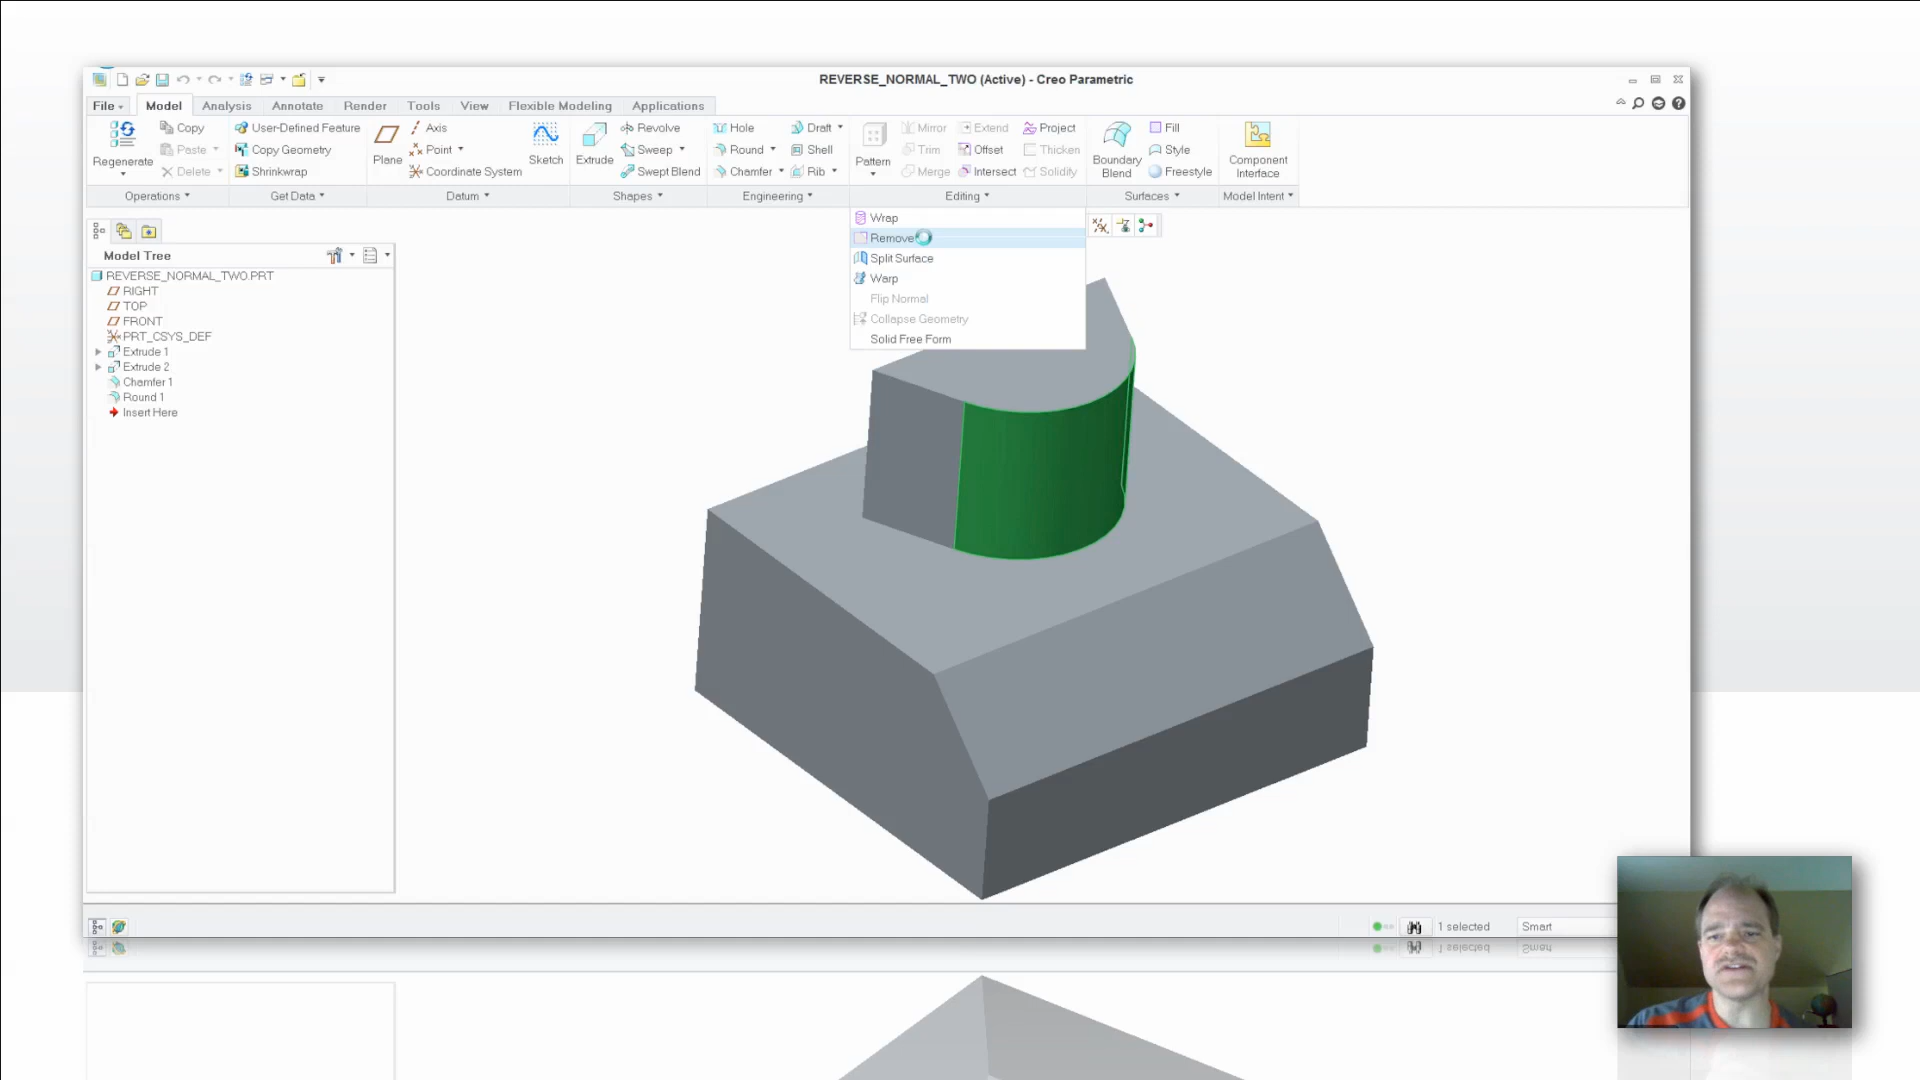 REVERSE_NORMAL_TWO (Active) - Creo Parametric
File Model Analysis Annotate Render Tools View Flexible Modeling Applications
Regenerate
Copy
Paste
Delete
User-Defined Feature
Copy Geometry
Shrinkwrap
Plane
Axis
Point
Coordinate System
Sketch
Extrude
Revolve
Sweep
Swept Blend
Hole
Round
Chamfer
Draft
Shell
Rib
Pattern
Mirror
Trim
Merge
Extend
Offset
Intersect
Project
Thicken
Solidify
Boundary
Blend
Fill
Style
Freestyle
Component
Interface
Operations Get Data Datum Shapes Engineering Editing Surfaces Model Intent
Wrap
Remove
Split Surface
Warp
Flip Normal
Collapse Geometry
Solid Free Form
Model Tree
REVERSE_NORMAL_TWO.PRT
RIGHT
TOP
FRONT
PRT_CSYS_DEF
Extrude 1
Extrude 2
Chamfer 1
Round 1
Insert Here
1 selected Smart
1 selected Smart